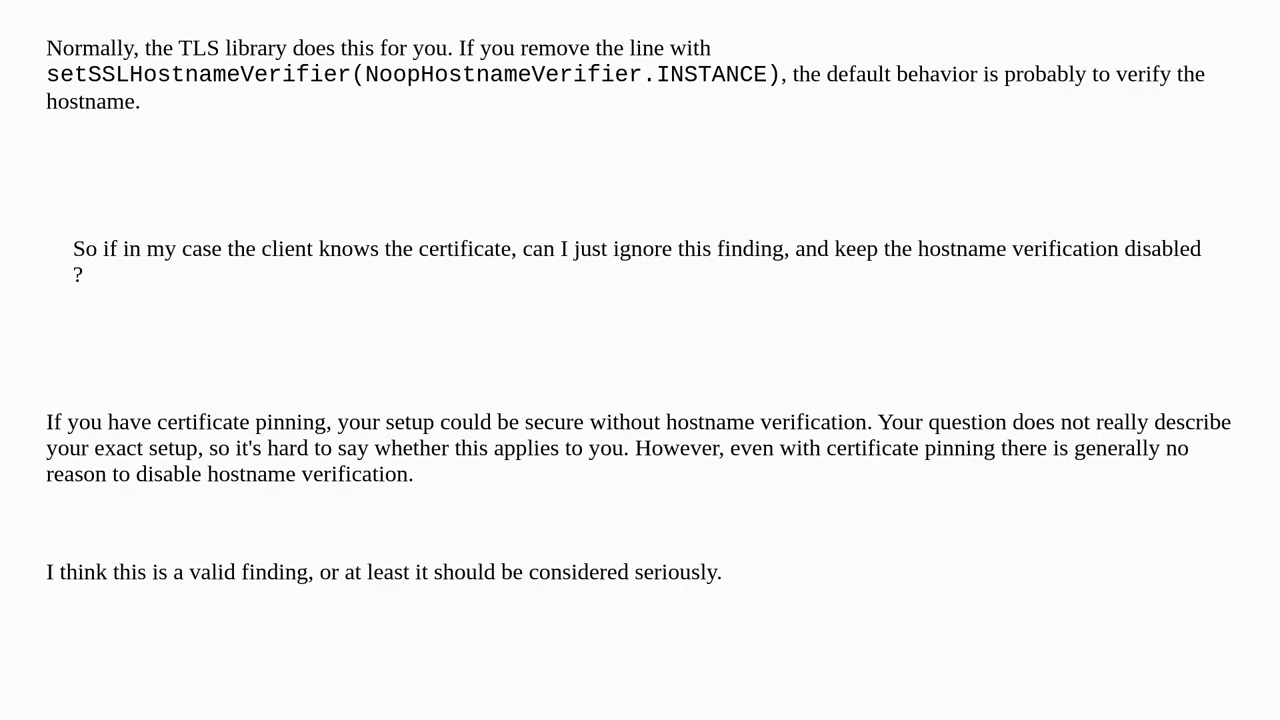 Normally, the TLS library does this for you. If you remove the line with
setSSLHostnameVerifier(NoopHostnameVerifier.INSTANCE), the default behavior is probably to verify the
hostname.
So if in my case the client knows the certificate, can I just ignore this finding, and keep the hostname verification disabled
?
If you have certificate pinning, your setup could be secure without hostname verification. Your question does not really describe
your exact setup, so it's hard to say whether this applies to you. However, even with certificate pinning there is generally no
reason to disable hostname verification.
I think this is a valid finding, or at least it should be considered seriously.